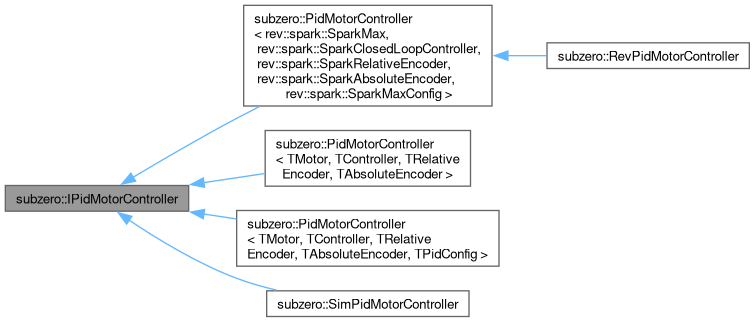 subzero::PidMotorController
< rev::spark::SparkMax,
rev::spark::SparkClosedLoopController,
rev::spark::SparkRelativeEncoder,
rev::spark::SparkAbsoluteEncoder,
rev::spark::SparkMaxConfig >
subzero::RevPidMotorController
subzero::PidMotorController
< TMotor, TController, TRelative
Encoder, TAbsoluteEncoder >
subzero::IPidMotorController
subzero::PidMotorController
< TMotor, TController, TRelative
Encoder, TAbsoluteEncoder, TPidConfig >
subzero::SimPidMotorController